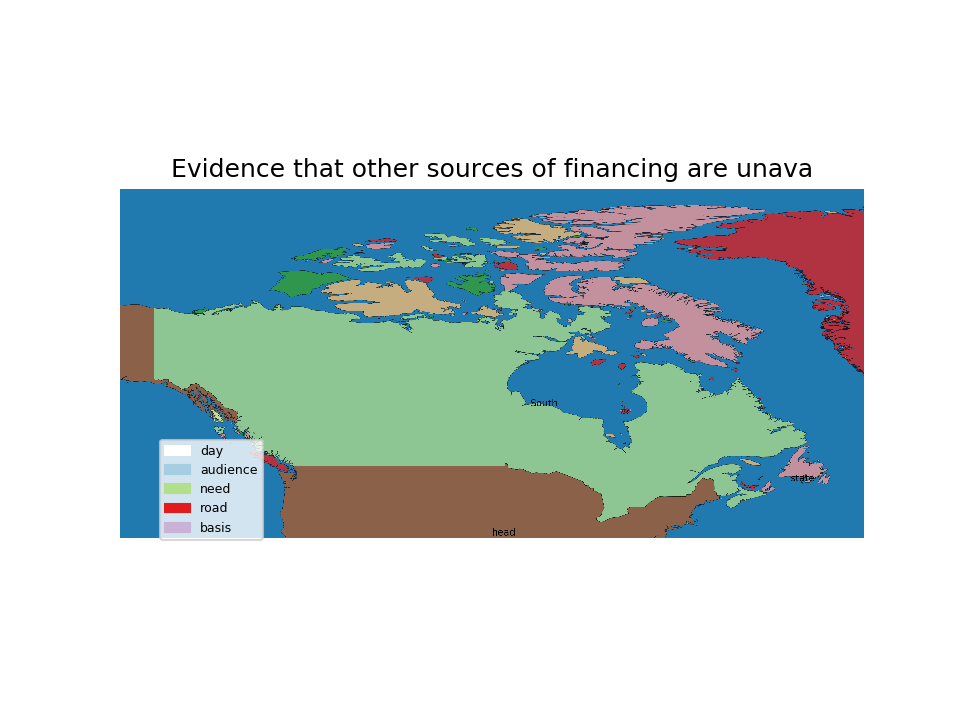 Evidence that other sources of financing are unava
South
state
head
day
audience
need
road
basis